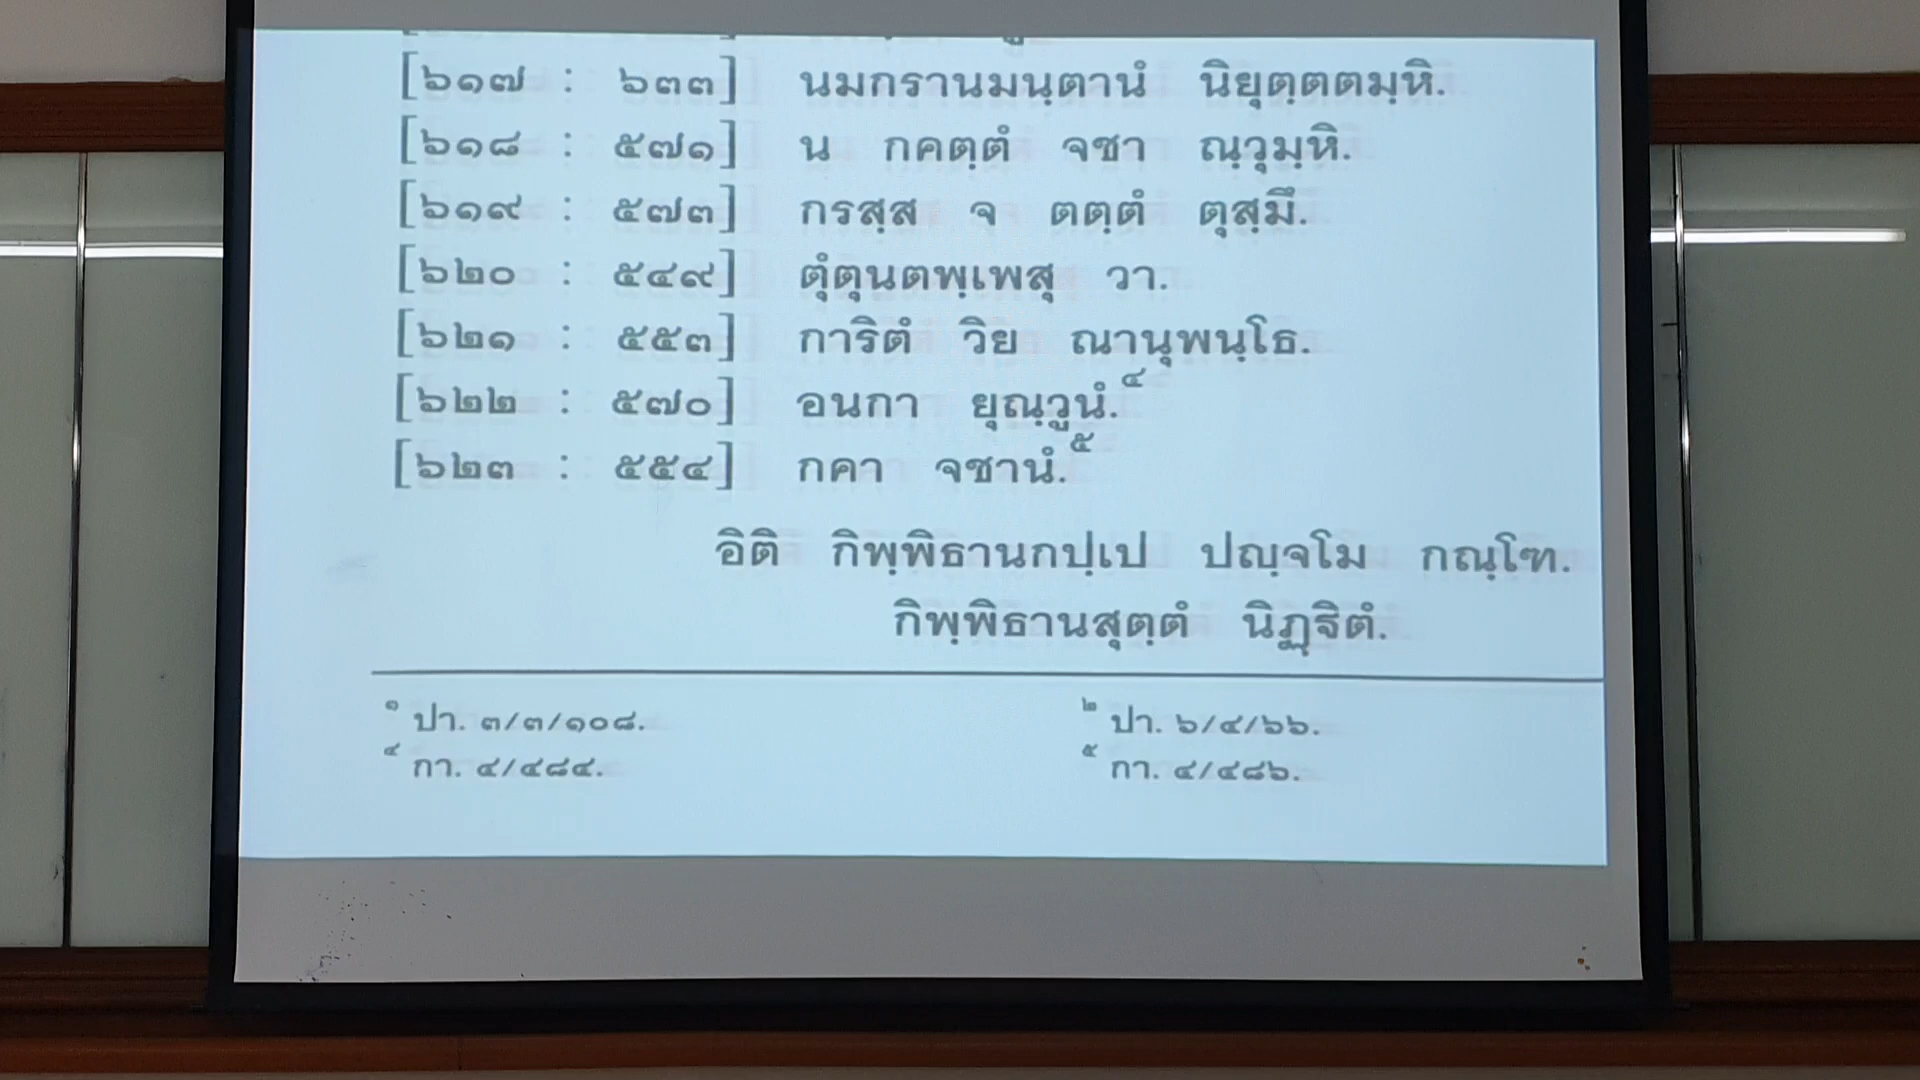 [๖๑๗ : ๖๓๓] นมกรานมนฺตานํ นิยุตฺตตมฺหิ.
[๖๑๘ : ๕๗๑] น กคตฺตํ จชา ณฺวุมฺหิ.
[๖๑๙ : ๕๗๓] กรสฺส จ ตตฺตํ ตุสฺมึ.
[๖๒๐ : ๕๔๙] ตุํตุนตพฺเพสุ วา.
[๖๒๑ : ๕๕๓] การิตํ วิย ณานุพนฺโธ.
[๖๒๒ : ๕๗๐] อนกา ยุณฺวูนํ.๔
[๖๒๓ : ๕๕๔] กคา จชานํ.๕
อิติ กิพฺพิธานกปฺเป ปญฺจโม กณฺโฑ.
กิพฺพิธานสุตฺตํ นิฏฺฐิตํ.
๑ ปา. ๓/๓/๑๐๘. ๒ ปา. ๖/๔/๖๖.
๔ กา. ๔/๔๘๔. ๕ กา. ๔/๔๘๖.